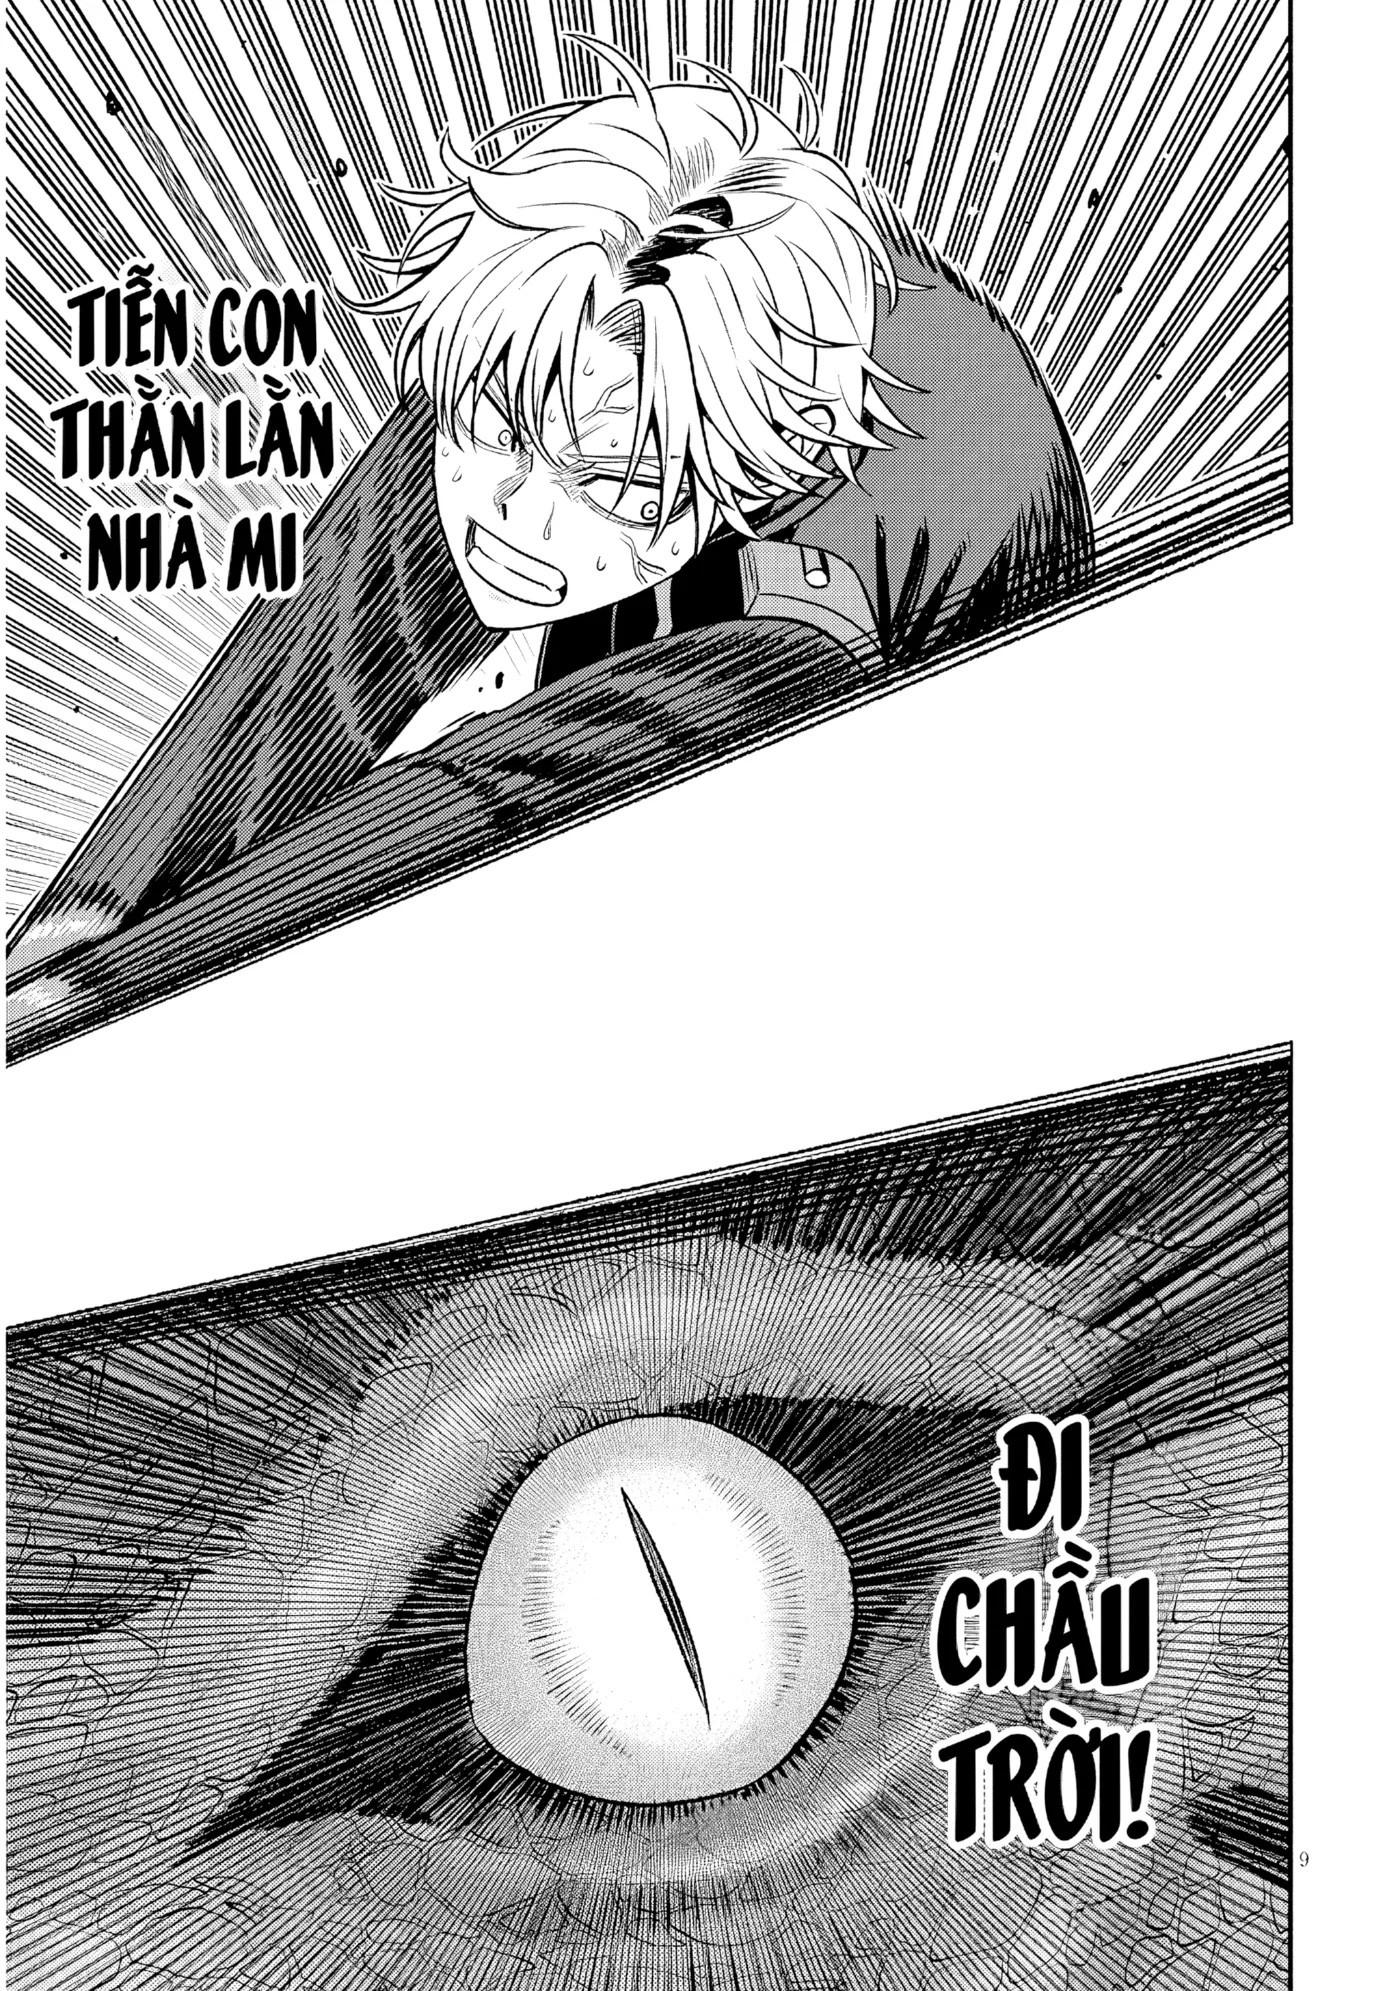 TIỄN CON
THẰN LẰN
NHÀ MI
ĐI
CHẦU
TRỜI!
9